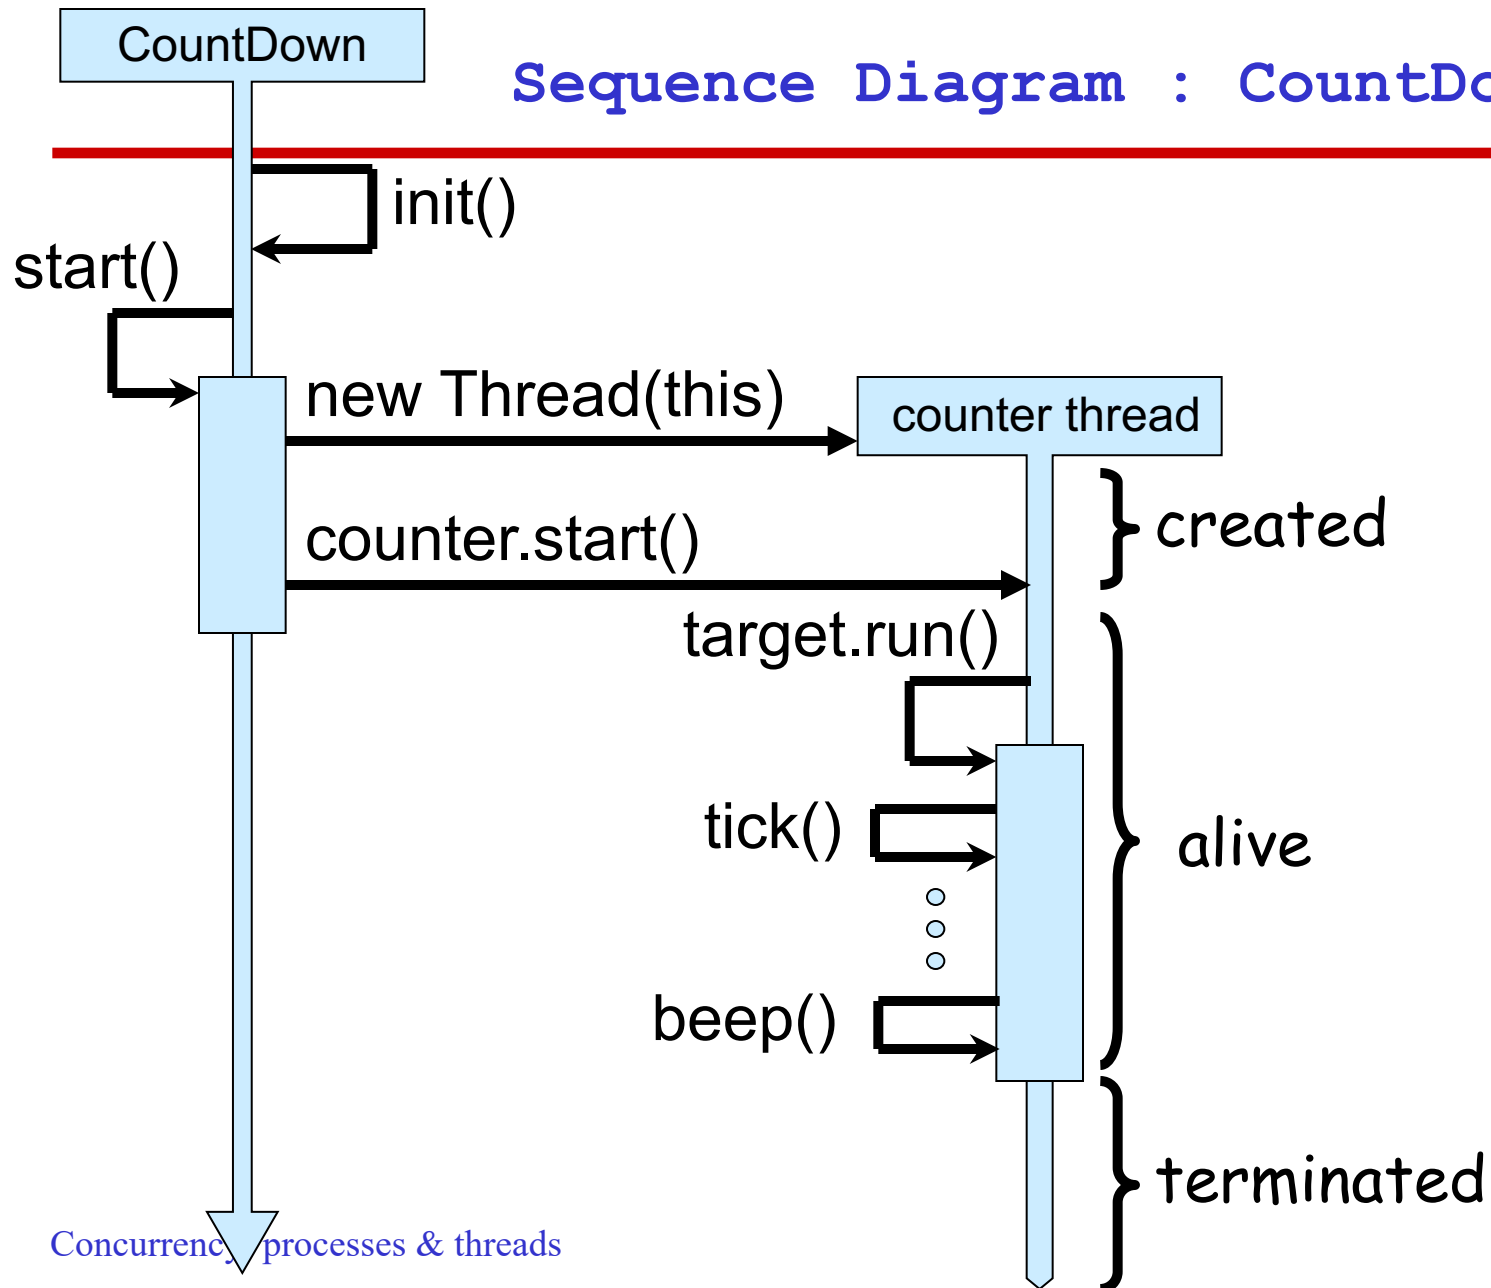 CountDown
Sequence Diagram : CountDo
init()
start()
new Thread(this)
counter thread
created
counter.start()
target.run()
tick()
alive
beep()
terminated
Concurrency processes & threads